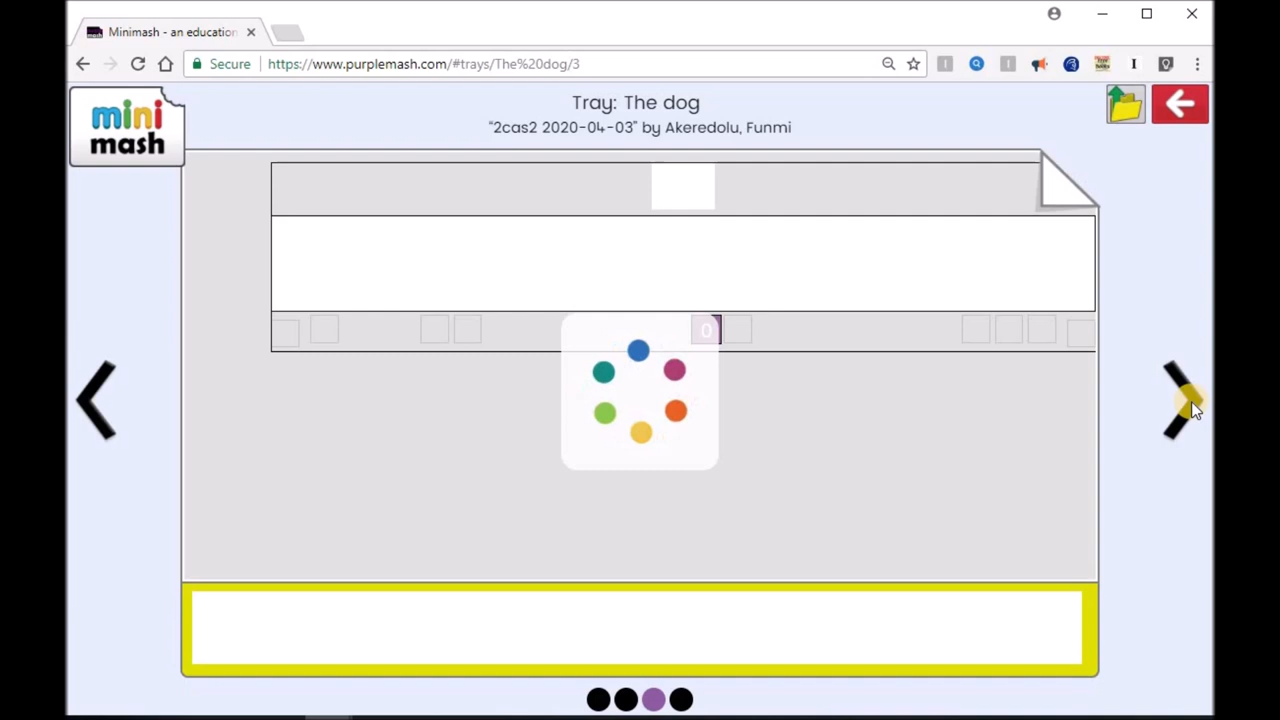 Minimash - an education
Secure
https://www.purplemash.com/#trays/The%20dog/3
mini
mash
Tray: The dog
"2cas2 2020-04-03" by Akeredolu, Funmi
0